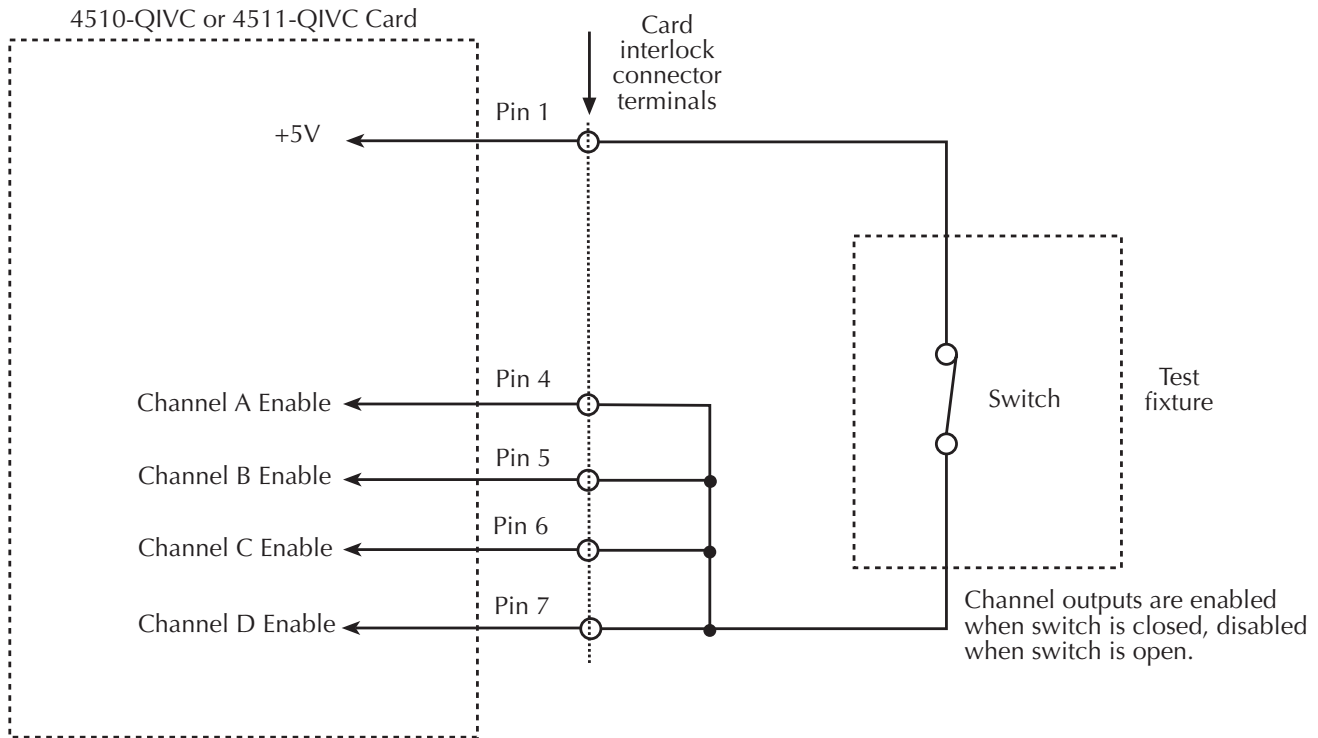 4510-QIVC or 4511-QIVC Card
Card
interlock
connector
terminals
Pin 1
+5V
Pin 4
Channel A Enable
Pin 5
Channel B Enable
Pin 6
Channel C Enable
Pin 7
Channel D Enable
Switch
Test
fixture
Channel outputs are enabled
when switch is closed, disabled
when switch is open.